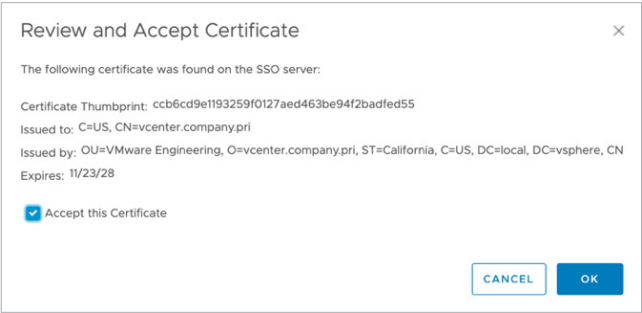 Review and Accept Certificate
The following certificate was found on the SSO server:
Certificate Thumbprint: ccb6cd9e1193259f0127aed463be94f2badfed55
Issued to: C=US, CN=vcenter.company.pri
Issued by: OU=VMware Engineering, O=vcenter.company.pri, ST=California, C=US, DC=local, DC=vsphere, CN
Expires: 11/23/28
Accept this Certificate
CANCEL OK